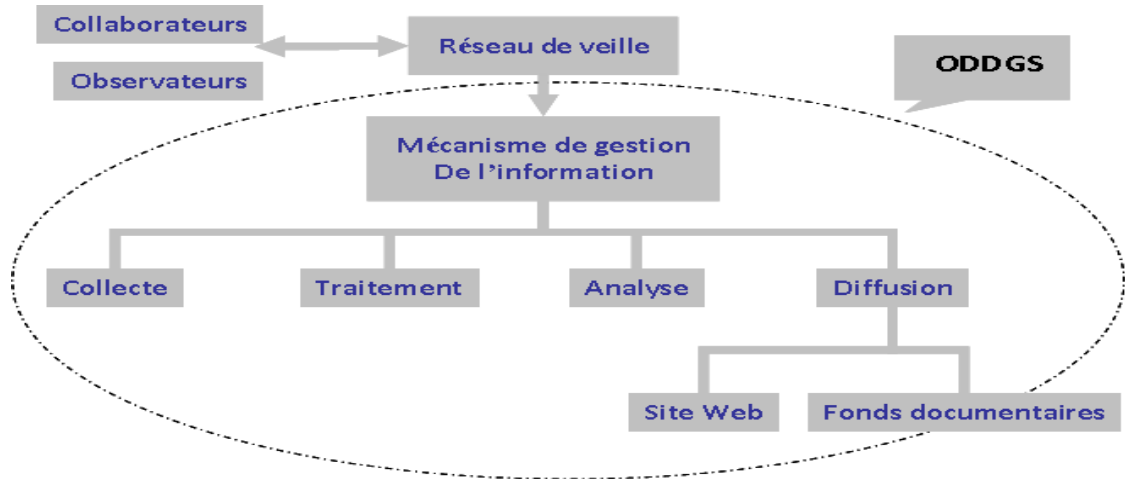 Collaborateurs
Réseau de veille
ODDGS
Observateurs
Mécanisme de gestion
De l'information
Collecte
Traitement
Analyse
Diffusion
Site Web
Fonds documentaires